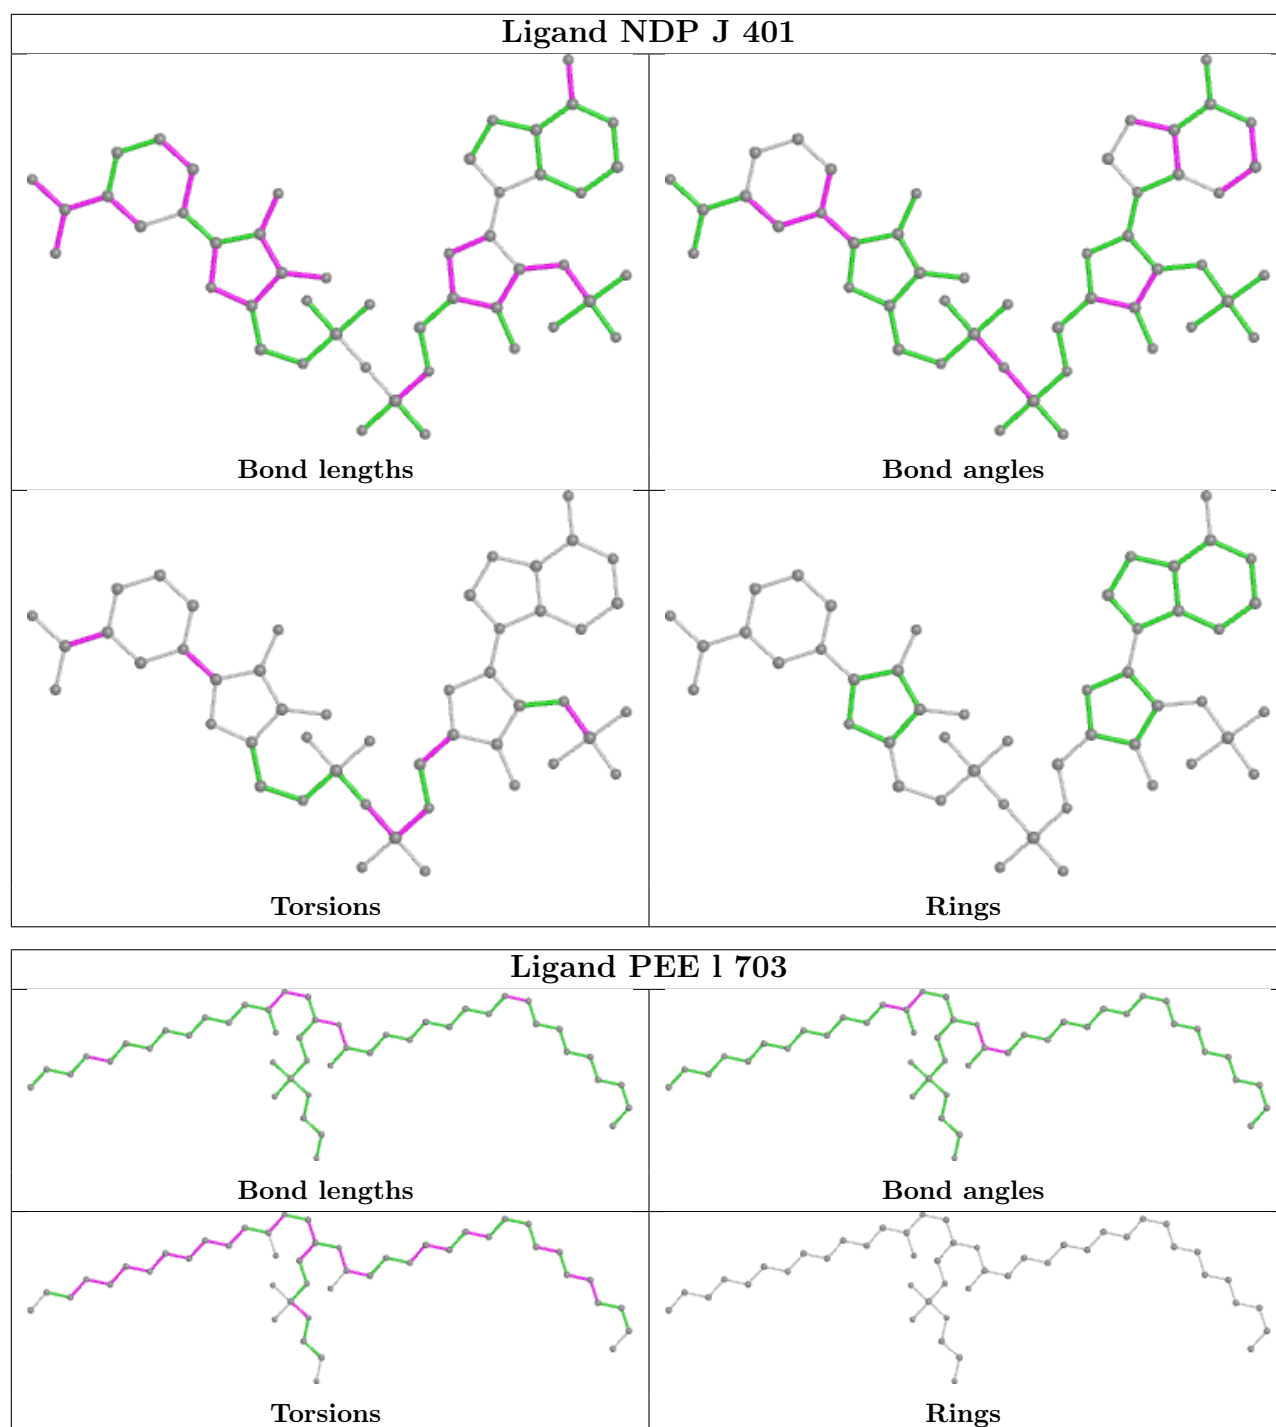 Ligand NDP J 401
Bond lengths
Bond angles
Torsions
Rings
Ligand PEE l 703
Bond lengths
Bond angles
Torsions
Rings